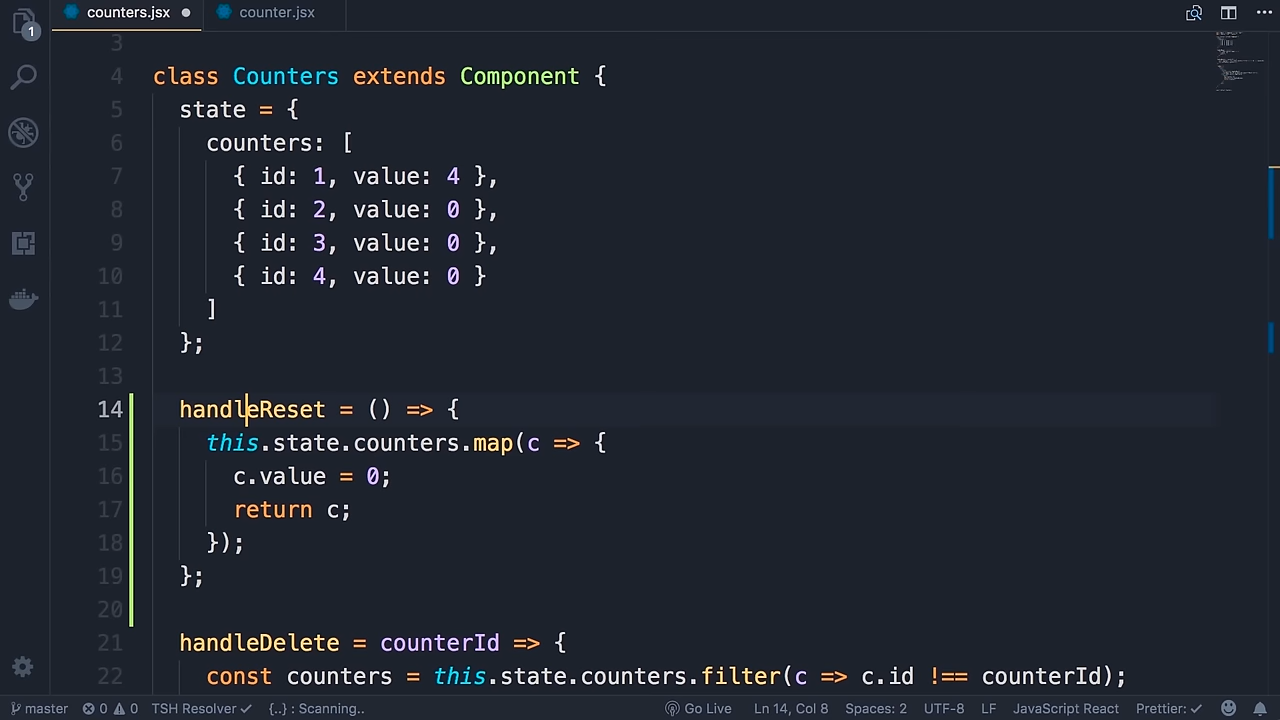 counters.jsx counter.jsx
1
3
4 class Counters extends Component {
5 state = {
6 counters: [
7 { id: 1, value: 4 },
8 { id: 2, value: 0 },
9 { id: 3, value: 0 },
10 { id: 4, value: 0 }
11 ]
12 };
13
14 handleReset = () => {
15 this.state.counters.map(c => {
16 c.value = 0;
17 return c;
18 });
19 };
20
21 handleDelete = counterId => {
22 const counters = this.state.counters.filter(c => c.id !== counterId);
master 0 0 TSH Resolver ✓ {..} : Scanning.. Go Live Ln 14, Col 8 Spaces: 2 UTF-8 LF JavaScript React Prettier: ✓